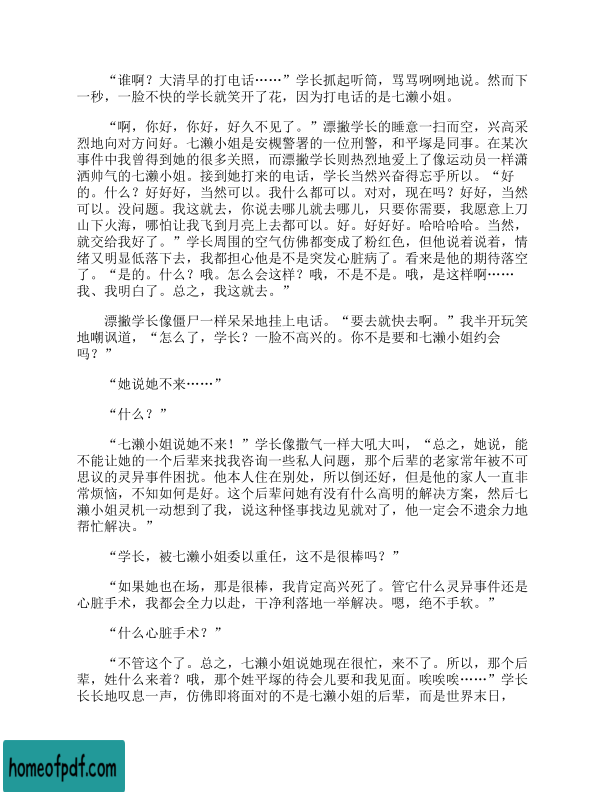 “谁啊？大清早的打电话……”学长抓起听筒，骂骂咧咧地说。然而下
一秒，一脸不快的学长就笑开了花，因为打电话的是七濑小姐。
“啊，你好，你好，好久不见了。”漂撇学长的睡意一扫而空，兴高采
烈地向对方问好。七濑小姐是安槻警署的一位刑警，和平塚是同事。在某次
事件中我曾得到她的很多关照，而漂撇学长则热烈地爱上了像运动员一样潇
洒帅气的七濑小姐。接到她打来的电话，学长当然兴奋得忘乎所以。“好
的。什么？好好好，当然可以。我什么都可以。对对，现在吗？好好，当然
可以。没问题。我这就去，你说去哪儿就去哪儿，只要你需要，我愿意上刀
山下火海，哪怕让我飞到月亮上去都可以。好。好好好。哈哈哈哈。当然，
就交给我好了。”学长周围的空气仿佛都变成了粉红色，但他说着说着，情
绪又明显低落下去，我都担心他是不是突发心脏病了。看来是他的期待落空
了。“是的。什么？哦。怎么会这样？哦，不是不是。哦，是这样啊……
我、我明白了。总之，我这就去。”
漂撇学长像僵尸一样呆呆地挂上电话。“要去就快去啊。”我半开玩笑
地嘲讽道，“怎么了，学长？一脸不高兴的。你不是要和七濑小姐约会
吗？”
“她说她不来……”
“什么？”
“七濑小姐说她不来！”学长像撒气一样大吼大叫，“总之，她说，能
不能让她的一个后辈来找我咨询一些私人问题，那个后辈的老家常年被不可
思议的灵异事件困扰。他本人住在别处，所以倒还好，但是他的家人一直非
常烦恼，不知如何是好。这个后辈问她有没有什么高明的解决方案，然后七
濑小姐灵机一动想到了我，说这种怪事找边见就对了，他一定会不遗余力地
帮忙解决。”
“学长，被七濑小姐委以重任，这不是很棒吗？”
“如果她也在场，那是很棒，我肯定高兴死了。管它什么灵异事件还是
心脏手术，我都会全力以赴，干净利落地一举解决。嗯，绝不手软。”
“什么心脏手术？”
“不管这个了。总之，七濑小姐说她现在很忙，来不了。所以，那个后
辈，姓什么来着？哦，那个姓平塚的待会儿要和我见面。唉唉唉……”学长
长长地叹息一声，仿佛即将面对的不是七濑小姐的后辈，而是世界末日，
homeofpdf.com